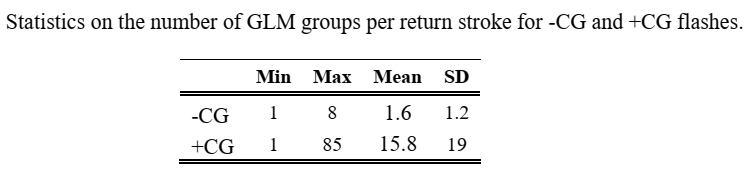 Statistics on the number of GLM groups per return stroke for -CG and +CG flashes.
Min Max Mean SD
-CG 1 8 1.6 1.2
+CG 1 85 15.8 19